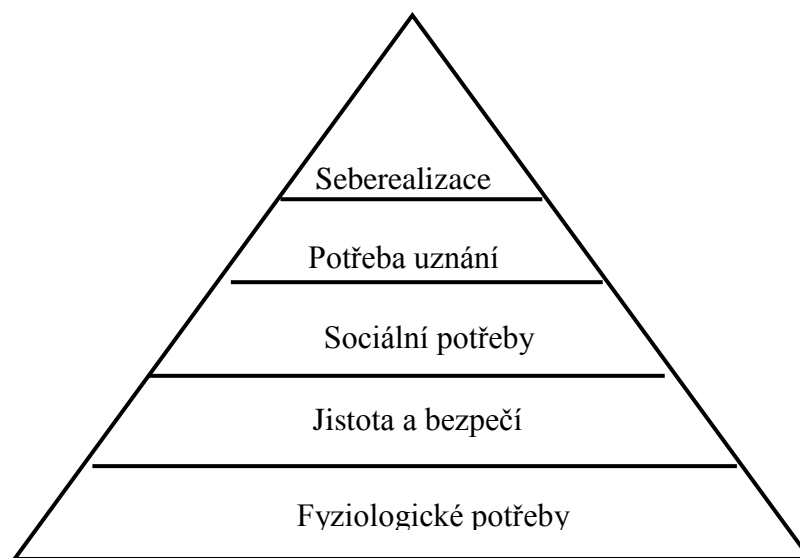 Seberealizace
Potřeba uznání
Sociální potřeby
Jistota a bezpečí
Fyziologické potřeby